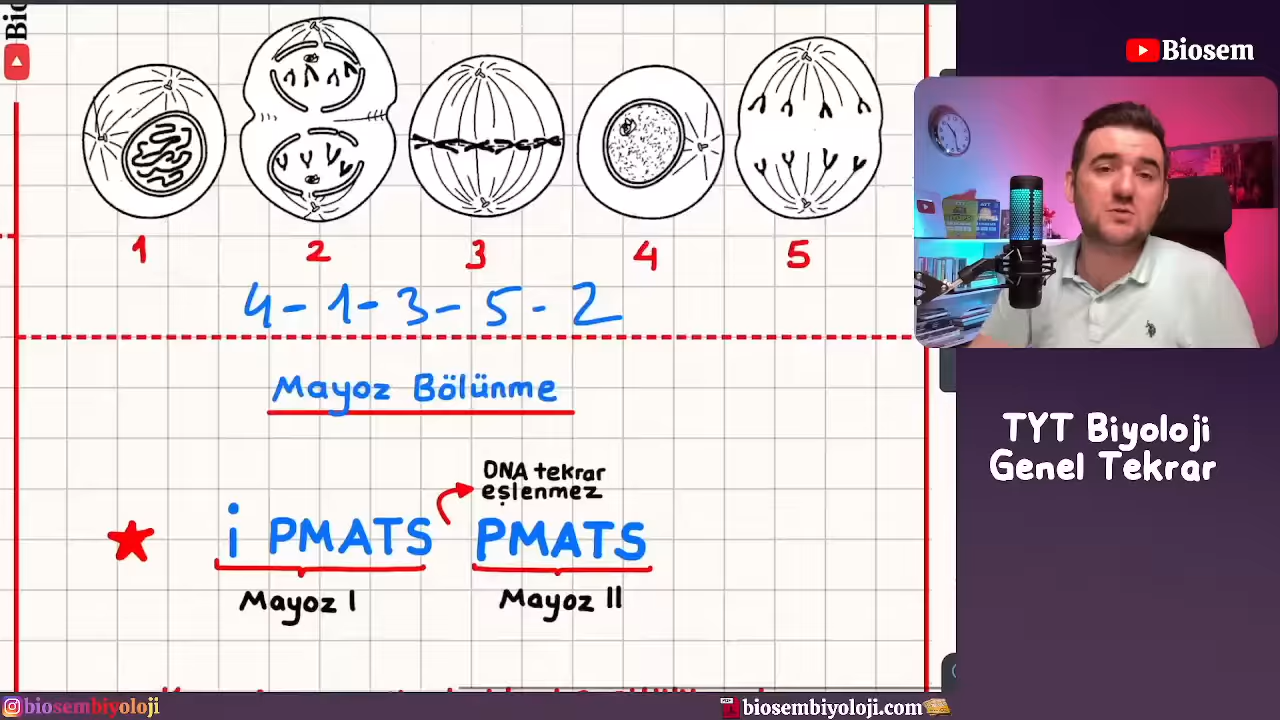 Bio
Biosem
1 2 3 4 5
4-1-3-5-2
Mayoz Bölünme
DNA tekrar
eşlenmez
i PMATS PMATS
Mayoz I Mayoz II
TYT Biyoloji
Genel Tekrar
biosembiyoloji
biosembiyoloji.com